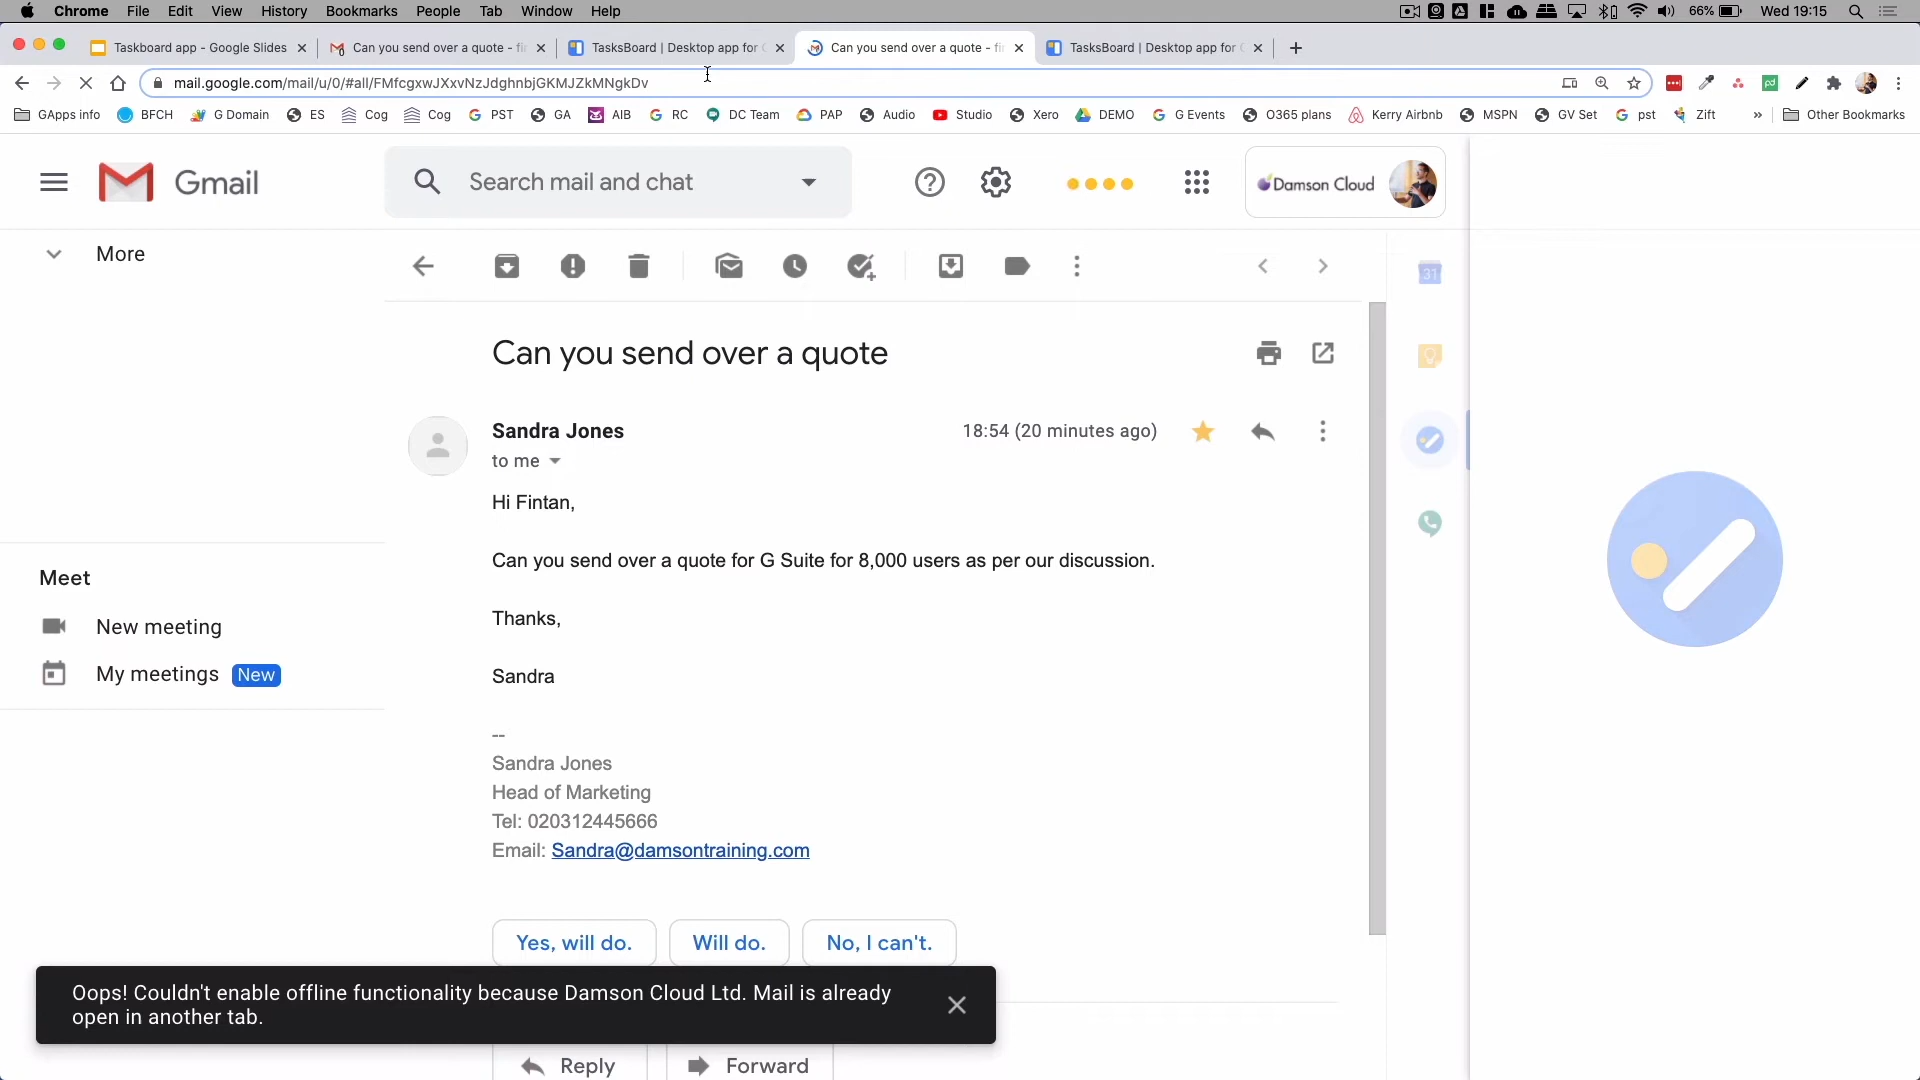 Chrome File Edit View History Bookmarks People Tab Window Help 66% Wed 19:15
Taskboard app - Google Slides
Can you send over a quote - fi
TasksBoard | Desktop app for
Can you send over a quote - fi
TasksBoard | Desktop app for
mail.google.com/mail/u/0/#all/FMfcgxwJXxvNzJdghnbjGKMJZkMNgkDv
GApps info BFCH G Domain ES Cog Cog PST GA AIB RC DC Team PAP Audio Studio Xero DEMO G Events O365 plans Kerry Airbnb MSPN GV Set pst Zift » Other Bookmarks
Gmail
Search mail and chat
Damson Cloud
More
31
Can you send over a quote
Sandra Jones
18:54 (20 minutes ago)
to me
Hi Fintan,
Can you send over a quote for G Suite for 8,000 users as per our discussion.
Thanks,
Sandra
--
Sandra Jones
Head of Marketing
Tel: 020312445666
Email: Sandra@damsontraining.com
Meet
New meeting
My meetings New
Yes, will do. Will do. No, I can't.
Oops! Couldn't enable offline functionality because Damson Cloud Ltd. Mail is already
open in another tab.
Reply Forward